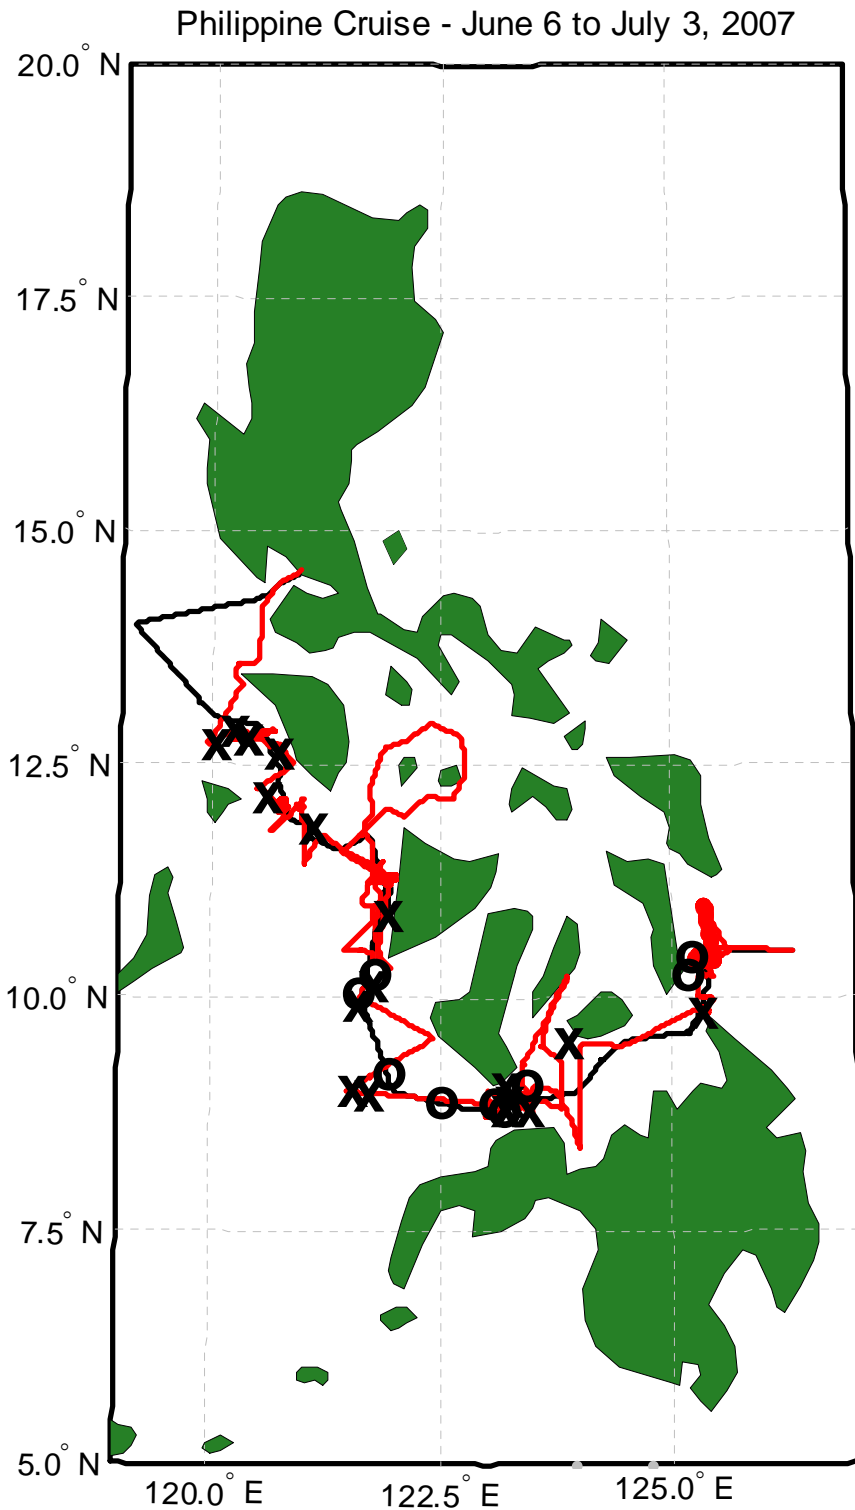 Philippine Cruise - June 6 to July 3, 2007
20.0° N
17.5° N
15.0° N
12.5° N
10.0° N
7.5° N
5.0° N
120.0° E
122.5° E
125.0° E
X
X
X
X
X
X
X
X
O
X
O
X
O
X
X
O
O
O
X
X
O
X
O
O
X